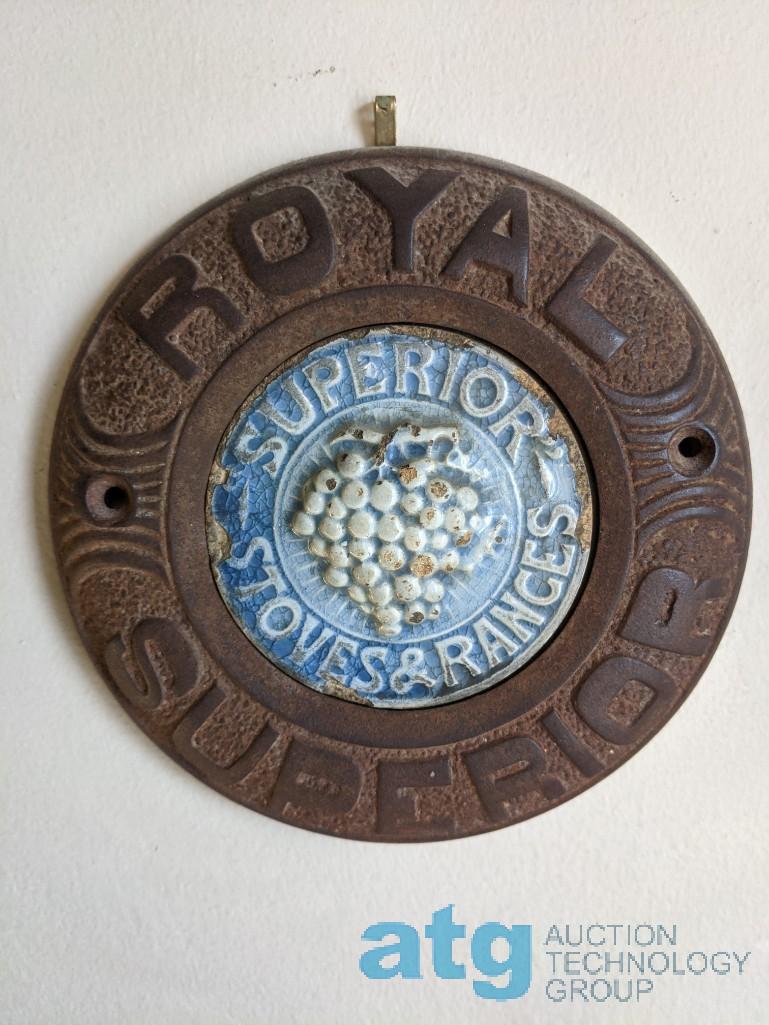 ROYAL
SUPERIOR
SUPERIOR
STOVES & RANGES
atg AUCTION
TECHNOLOGY
GROUP